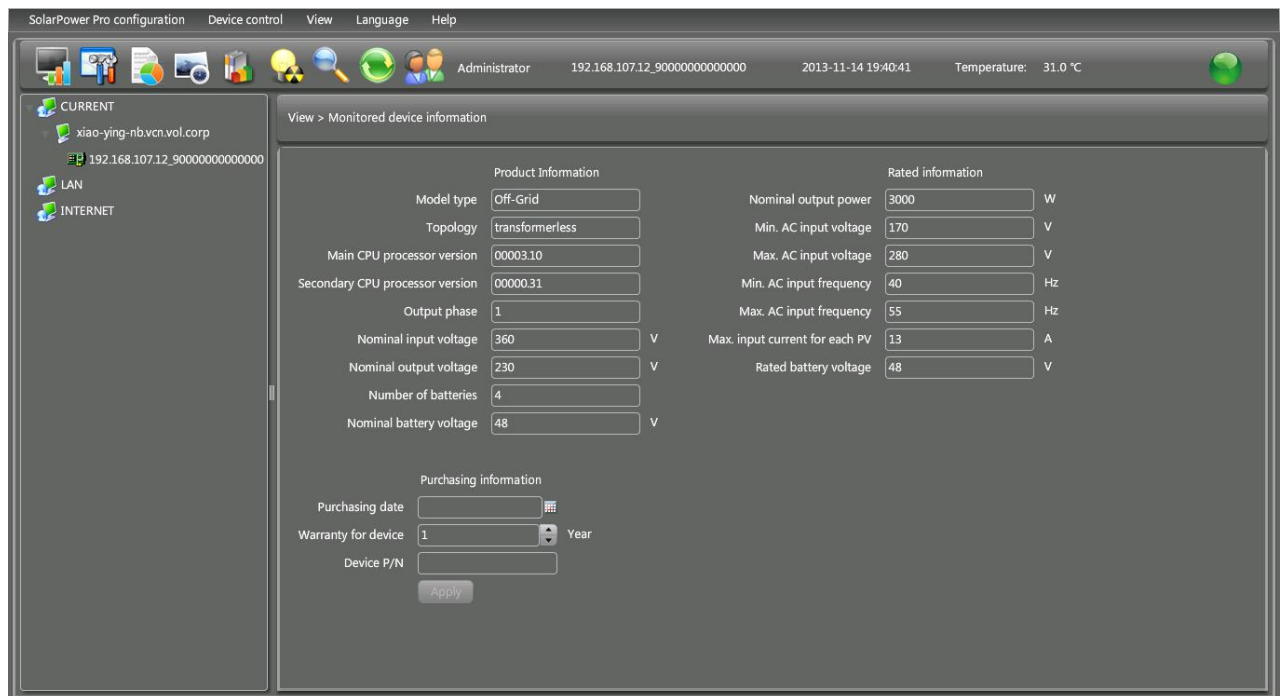 SolarPower Pro configuration Device control View Language Help
Administrator 192.168.107.12_90000000000000 2013-11-14 19:40:41 Temperature: 31.0 ℃
CURRENT
xiao-ying-nb.vcn.vol.corp
192.168.107.12_90000000000000
LAN
INTERNET
View > Monitored device information
Product Information
Model type Off-Grid
Topology transformerless
Main CPU processor version 00003.10
Secondary CPU processor version 00000.31
Output phase 1
Nominal input voltage 360 V
Nominal output voltage 230 V
Number of batteries 4
Nominal battery voltage 48 V
Rated information
Nominal output power 3000 W
Min. AC input voltage 170 V
Max. AC input voltage 280 V
Min. AC input frequency 40 Hz
Max. AC input frequency 55 Hz
Max. input current for each PV 13 A
Rated battery voltage 48 V
Purchasing information
Purchasing date
Warranty for device 1 Year
Device P/N
Apply